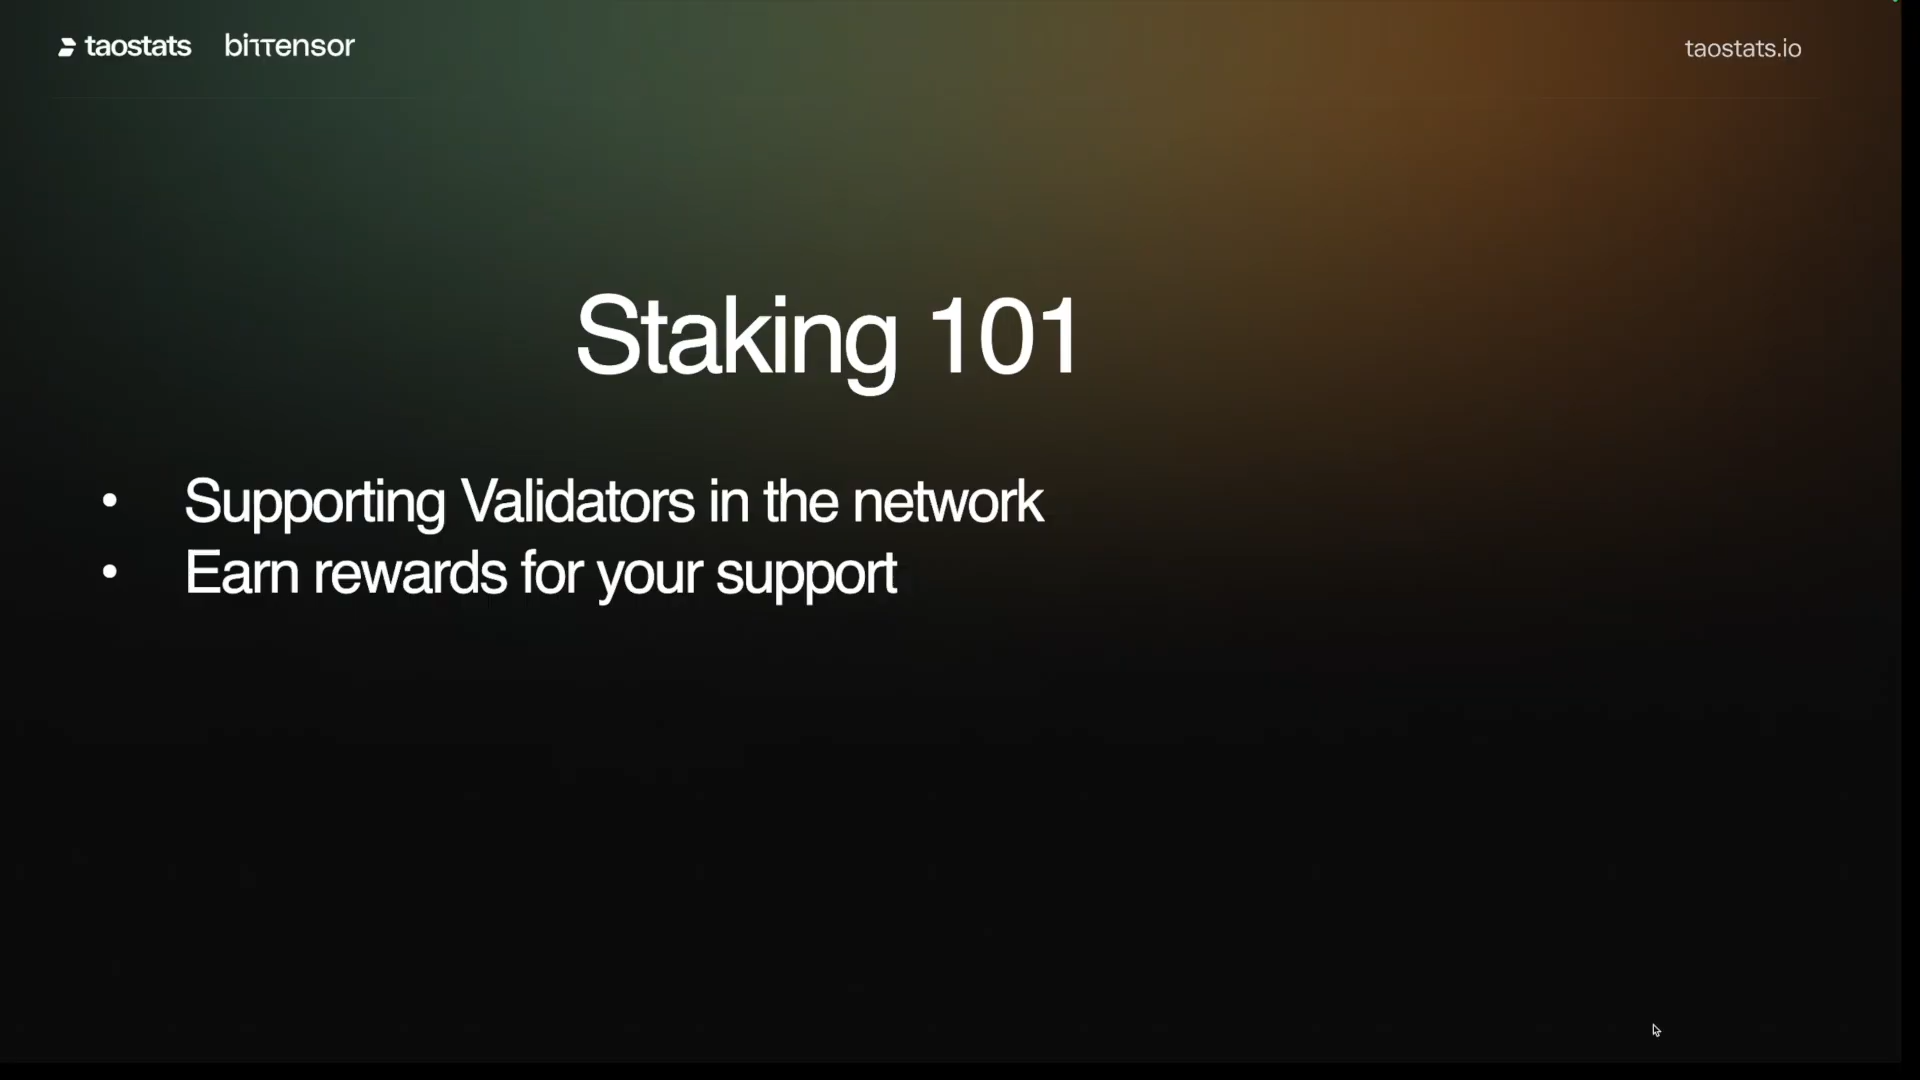 taostats bittensor
taostats.io
Staking 101
• Supporting Validators in the network
• Earn rewards for your support